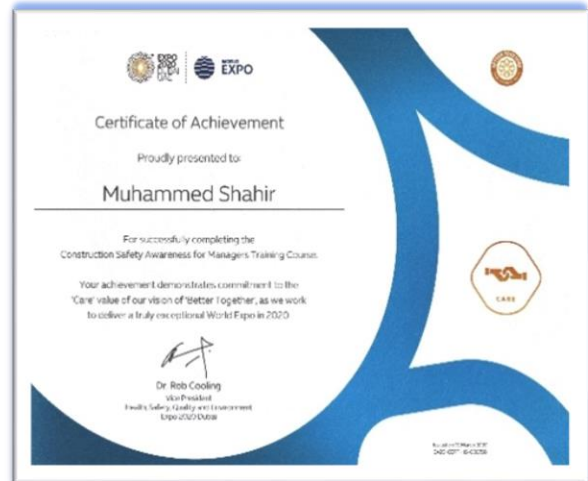 EXPO
2020
DUBAI
UAE
WORLD
EXPO
Certificate of Achievement
Proudly presented to:
Muhammed Shahir
For successfully completing the
Construction Safety Awareness for Managers Training Course.
Your achievement demonstrates commitment to the
'Care' value of our vision of 'Better Together', as we work
to deliver a truly exceptional World Expo in 2020
Dr. Rob Cooling
Vice President
Health, Safety, Quality and Environment
Expo 2020 Dubai
CARE